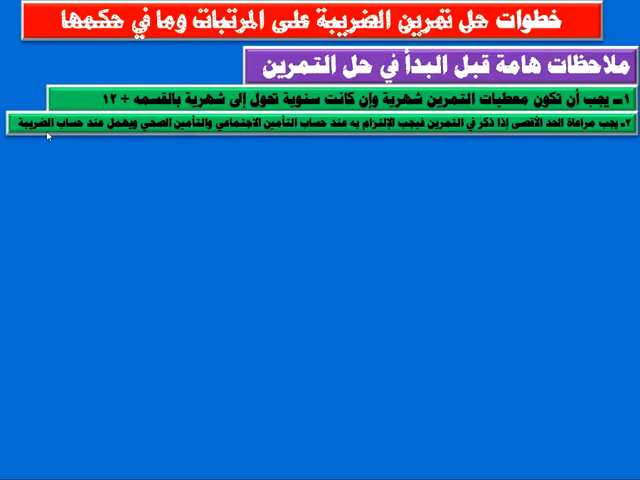 خطوات حل تمرين الضريبة على المرتبات وما في حكمها
ملاحظات هامة قبل البدأ في حل التمرين
١- يجب أن تكون معطيات التمرين شهرية وإن كانت سنوية تحول إلى شهرية بالقسمه ÷ ١٢
٢- يجب مراعاة الحد الأقصى إذا ذكر في التمرين فيجب الإلتزام به عند حساب التأمين الاجتماعي والتأمين الصحي ويهمل عند حساب الضريبة